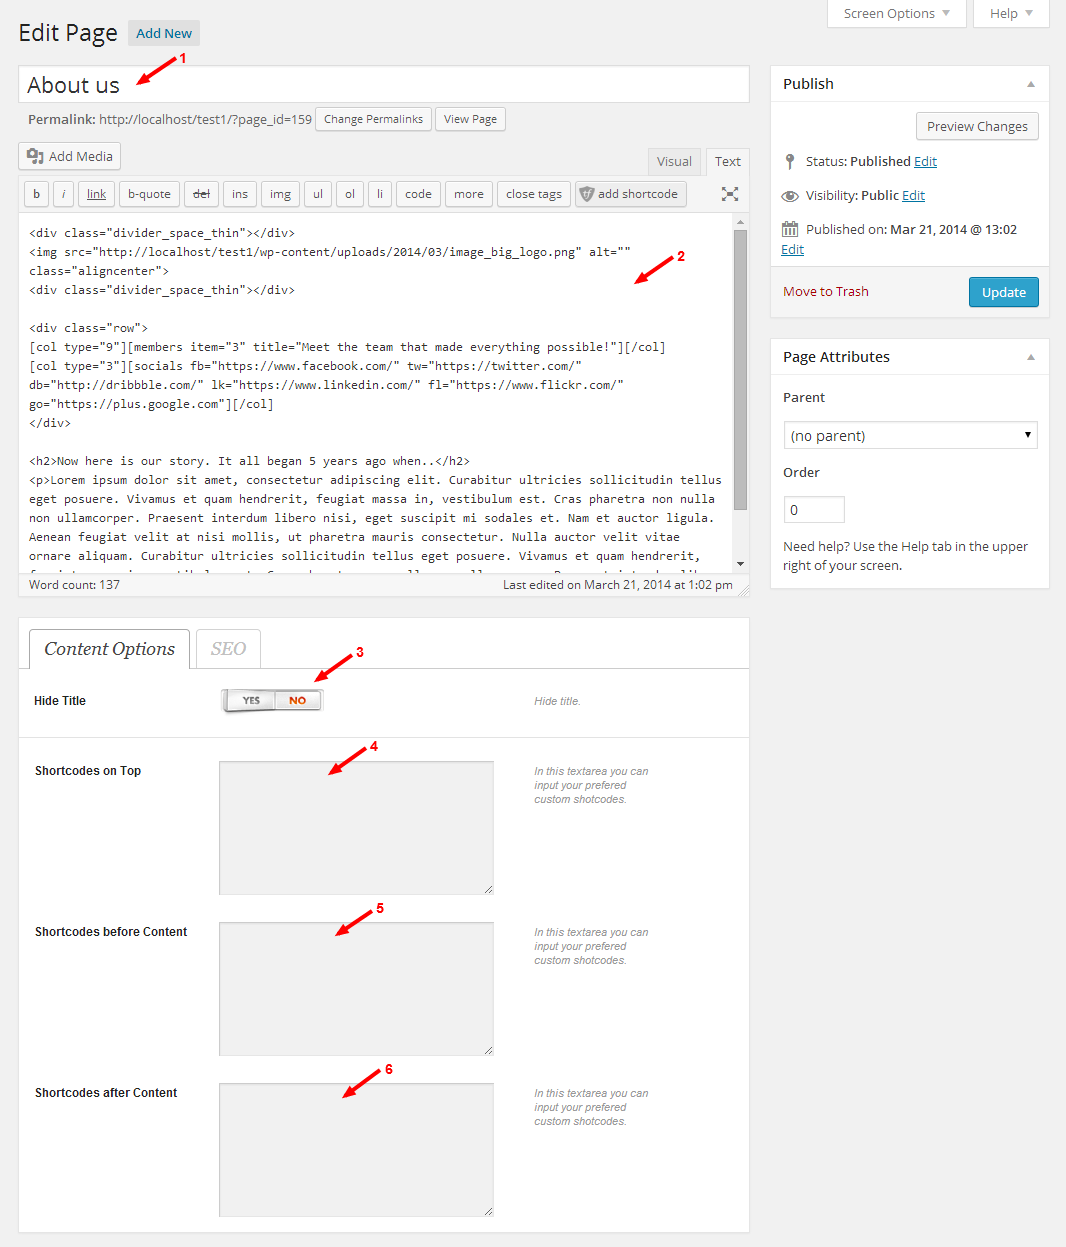 Screen Options
Help
Edit Page
Add New
1
About us
Permalink: http://localhost/test1/?page_id=159
Change Permalinks
View Page
Add Media
Visual
Text
b
i
link
b-quote
del
ins
img
ul
ol
li
code
more
close tags
add shortcode
<div class="divider_space_thin"></div>
<img src="http://localhost/test1/wp-content/uploads/2014/03/image_big_logo.png" alt=""
class="aligncenter">
<div class="divider_space_thin"></div>
2
<div class="row">
[col type="9"][members item="3" title="Meet the team that made everything possible!"][/col]
[col type="3"][socials fb="https://www.facebook.com/" tw="https://twitter.com/"
db="http://dribbble.com/" lk="https://www.linkedin.com/" fl="https://www.flickr.com/"
go="https://plus.google.com"][/col]
</div>
<h2>Now here is our story. It all began 5 years ago when..</h2>
<p>Lorem ipsum dolor sit amet, consectetur adipiscing elit. Curabitur ultricies sollicitudin tellus
eget posuere. Vivamus et quam hendrerit, feugiat massa in, vestibulum est. Cras pharetra non nulla
non ullamcorper. Praesent interdum libero nisi, eget suscipit mi sodales et. Nam et auctor ligula.
Aenean feugiat velit at nisi mollis, ut pharetra mauris consectetur. Nulla auctor velit vitae
ornare aliquam. Curabitur ultricies sollicitudin tellus eget posuere. Vivamus et quam hendrerit,
Word count: 137
Last edited on March 21, 2014 at 1:02 pm
Publish
Preview Changes
Status: Published Edit
Visibility: Public Edit
Published on: Mar 21, 2014 @ 13:02
Edit
Move to Trash
Update
Page Attributes
Parent
(no parent)
Order
0
Need help? Use the Help tab in the upper
right of your screen.
Content Options
SEO
3
Hide Title
YES
NO
Hide title.
4
Shortcodes on Top
In this textarea you can
input your prefered
custom shotcodes.
5
Shortcodes before Content
In this textarea you can
input your prefered
custom shotcodes.
6
Shortcodes after Content
In this textarea you can
input your prefered
custom shotcodes.